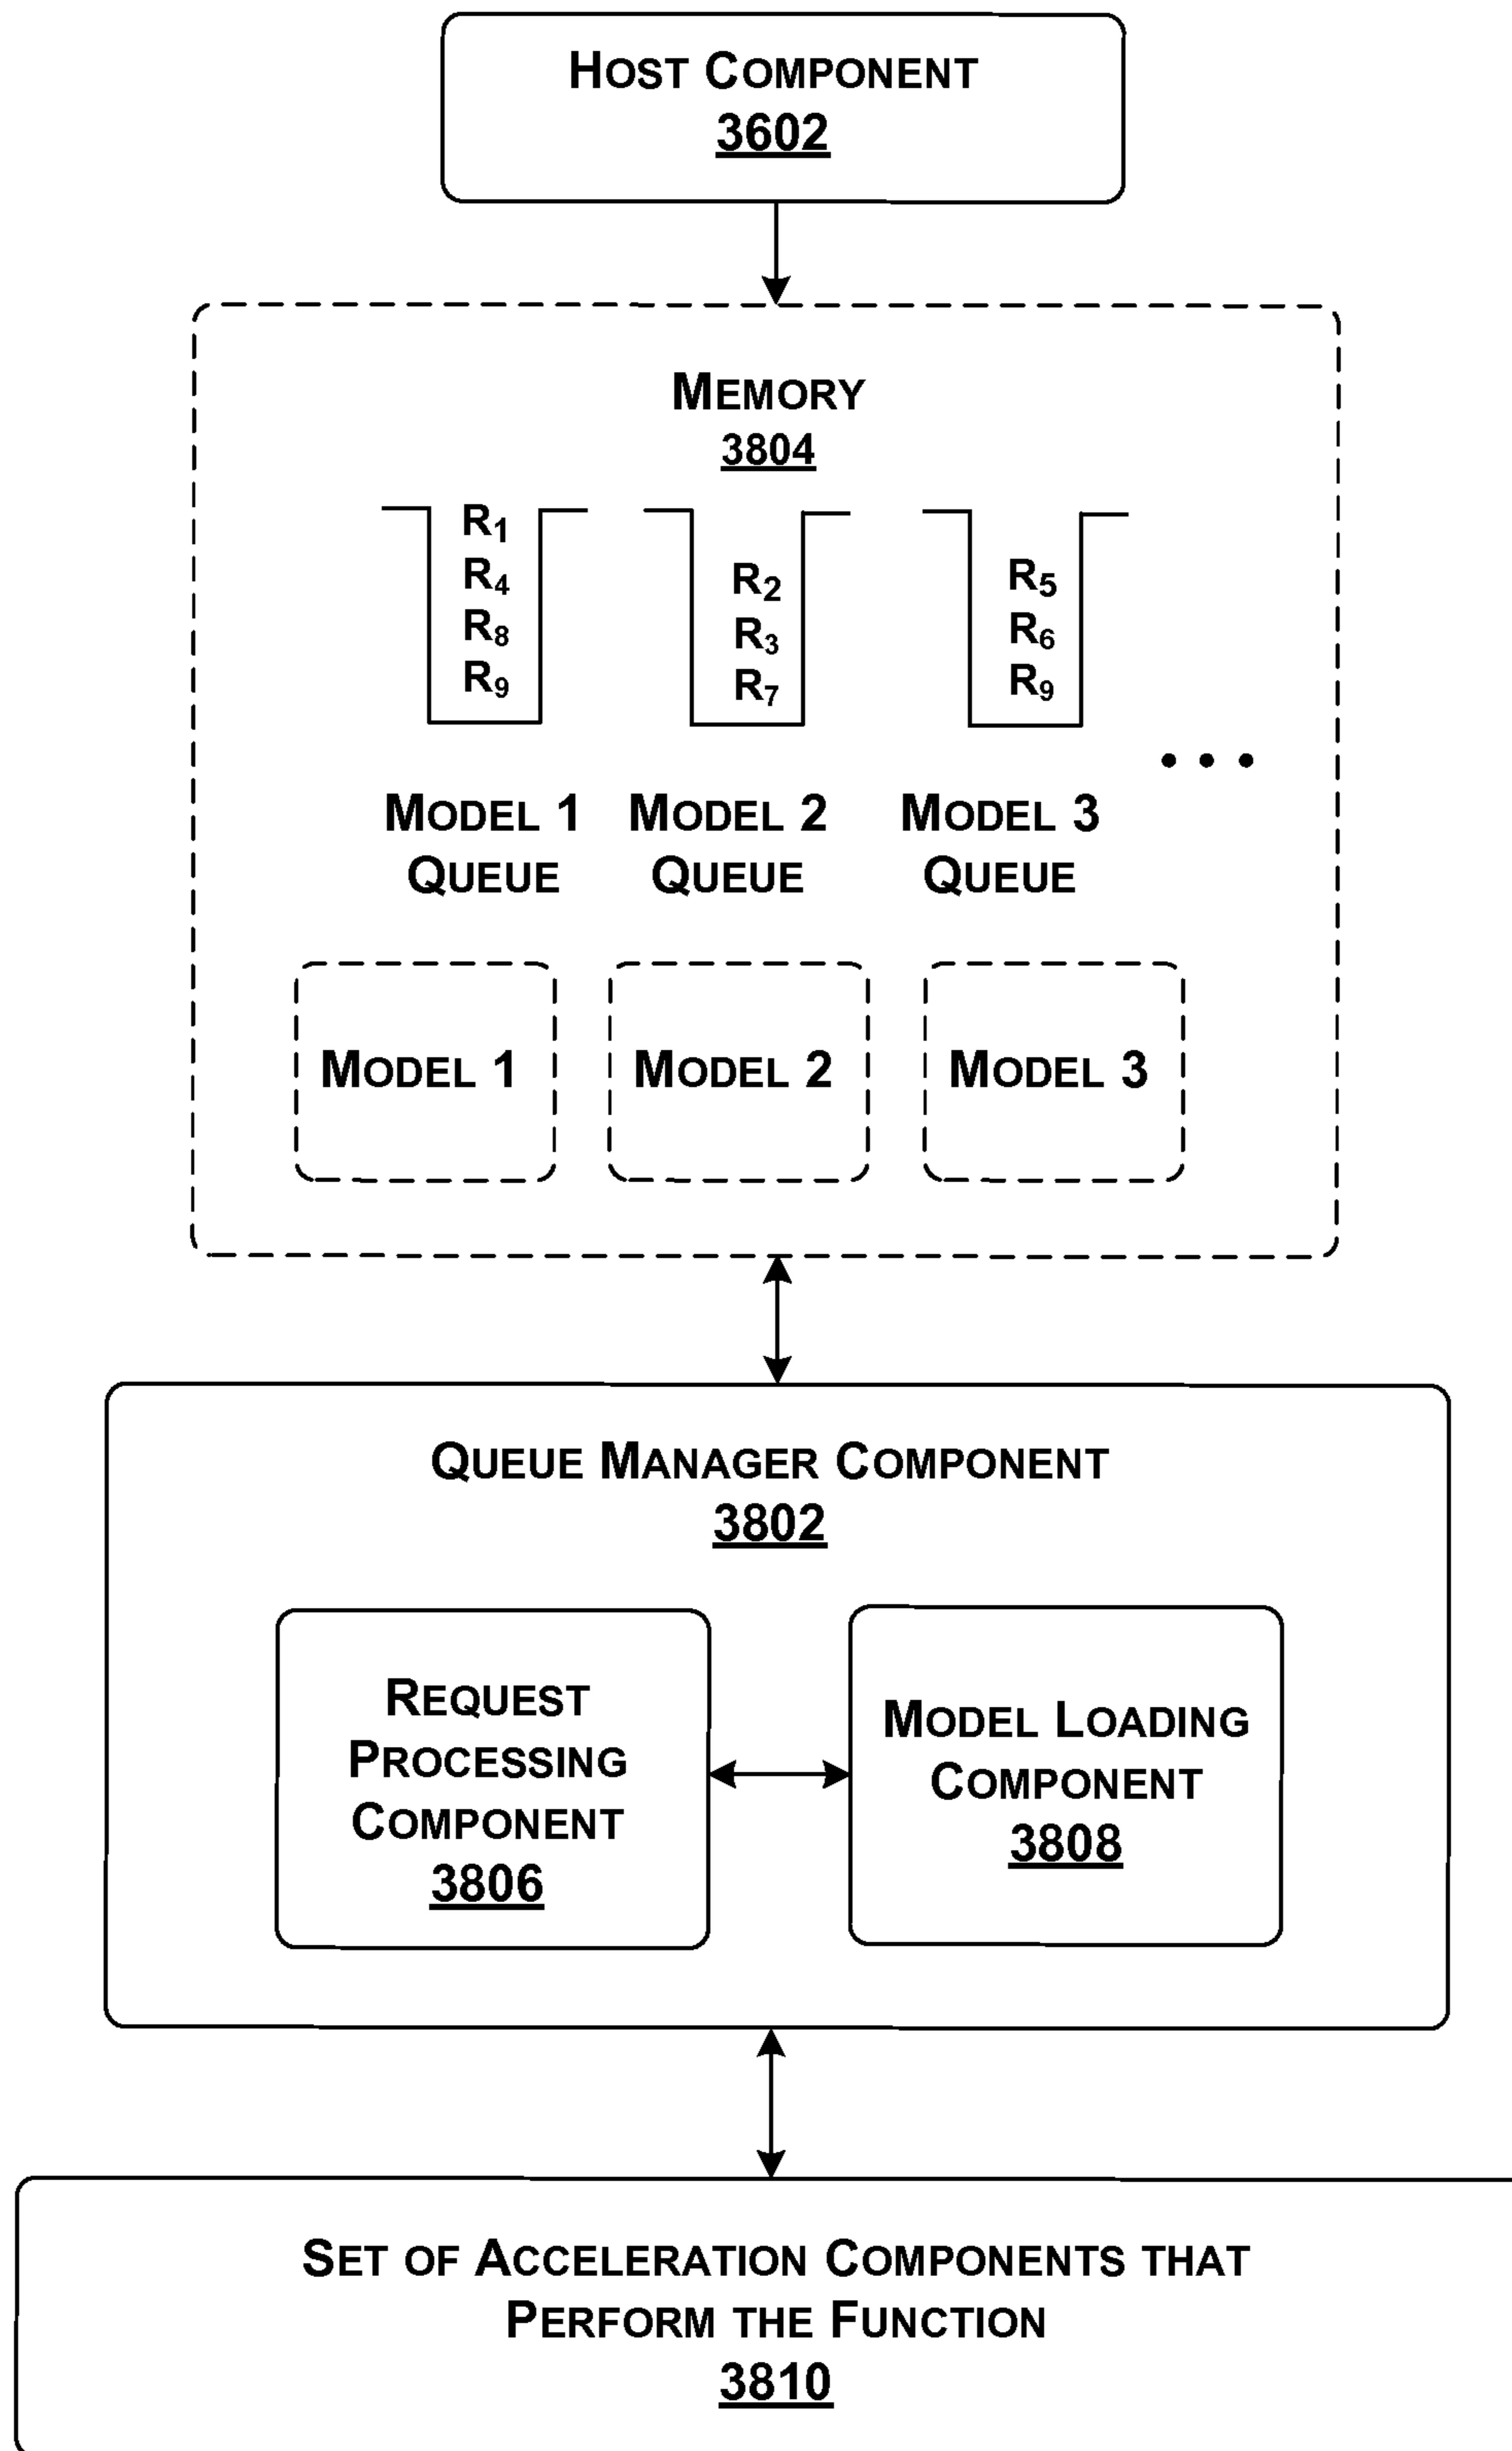 HOST COMPONENT
3602
MEMORY
3804
R1
R4
R8
R9
R2
R3
R7
R5
R6
R9
• • •
MODEL 1
QUEUE
MODEL 2
QUEUE
MODEL 3
QUEUE
MODEL 1
MODEL 2
MODEL 3
QUEUE MANAGER COMPONENT
3802
REQUEST
PROCESSING
COMPONENT
3806
MODEL LOADING
COMPONENT
3808
SET OF ACCELERATION COMPONENTS THAT
PERFORM THE FUNCTION
3810